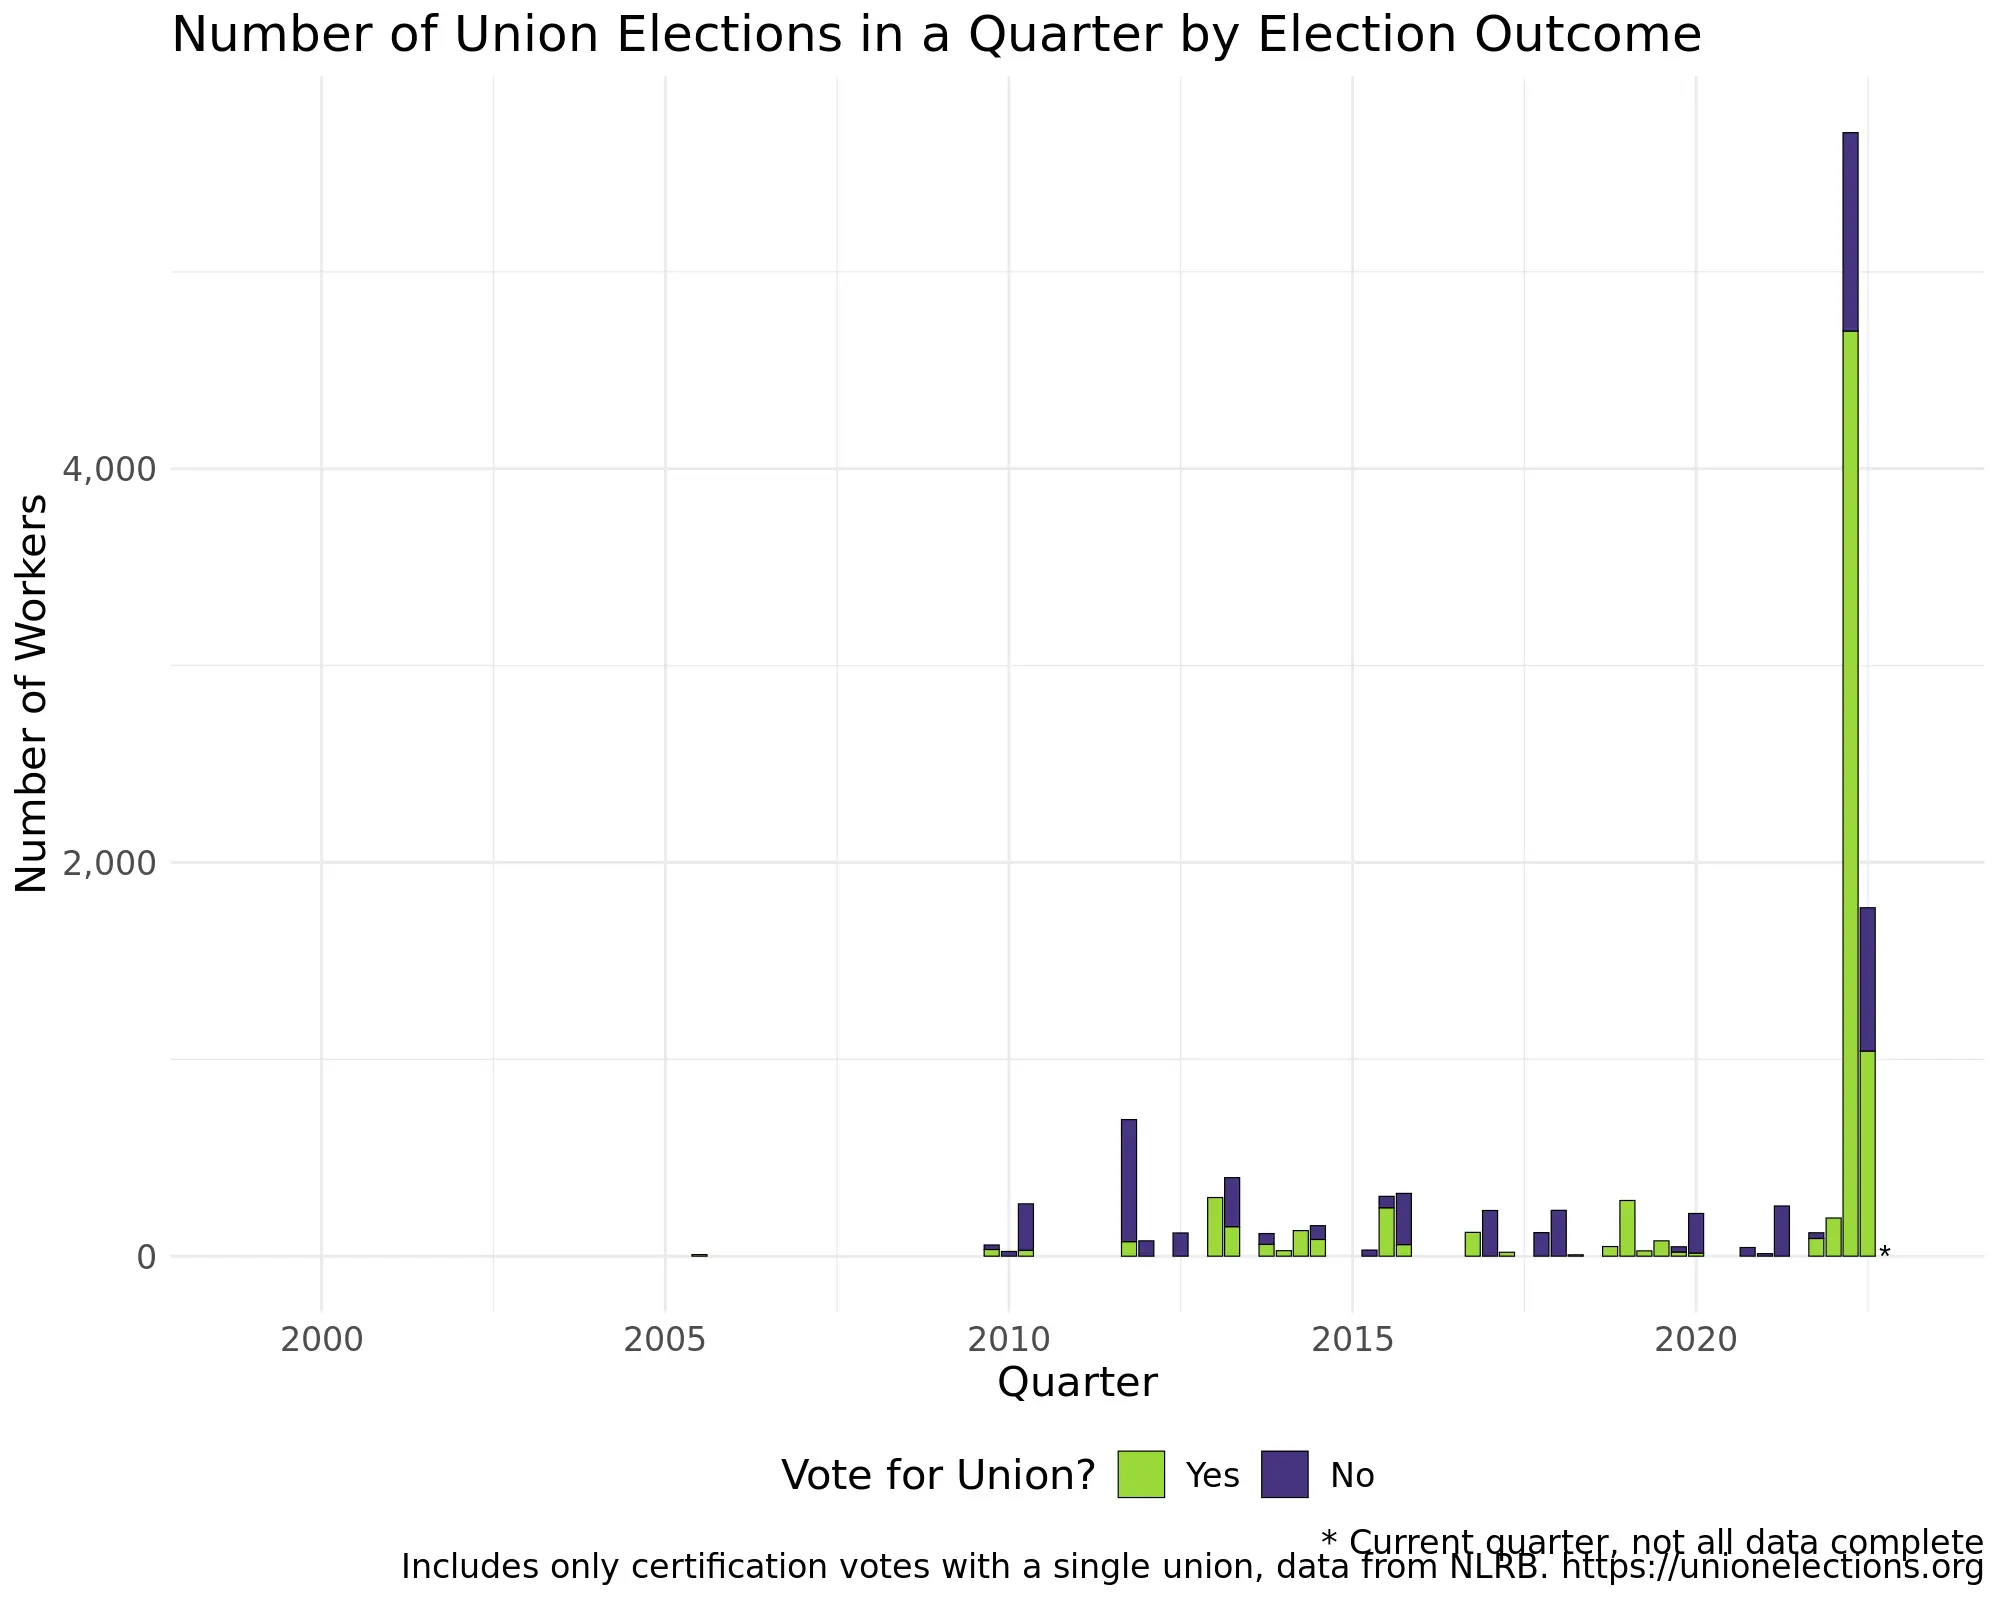 Number of Union Elections in a Quarter by Election Outcome
Number of Workers
4,000
2,000
0
*
2000 2005 2010 2015 2020
Quarter
Vote for Union? Yes No
* Current quarter, not all data complete
Includes only certification votes with a single union, data from NLRB. https://unionelections.org